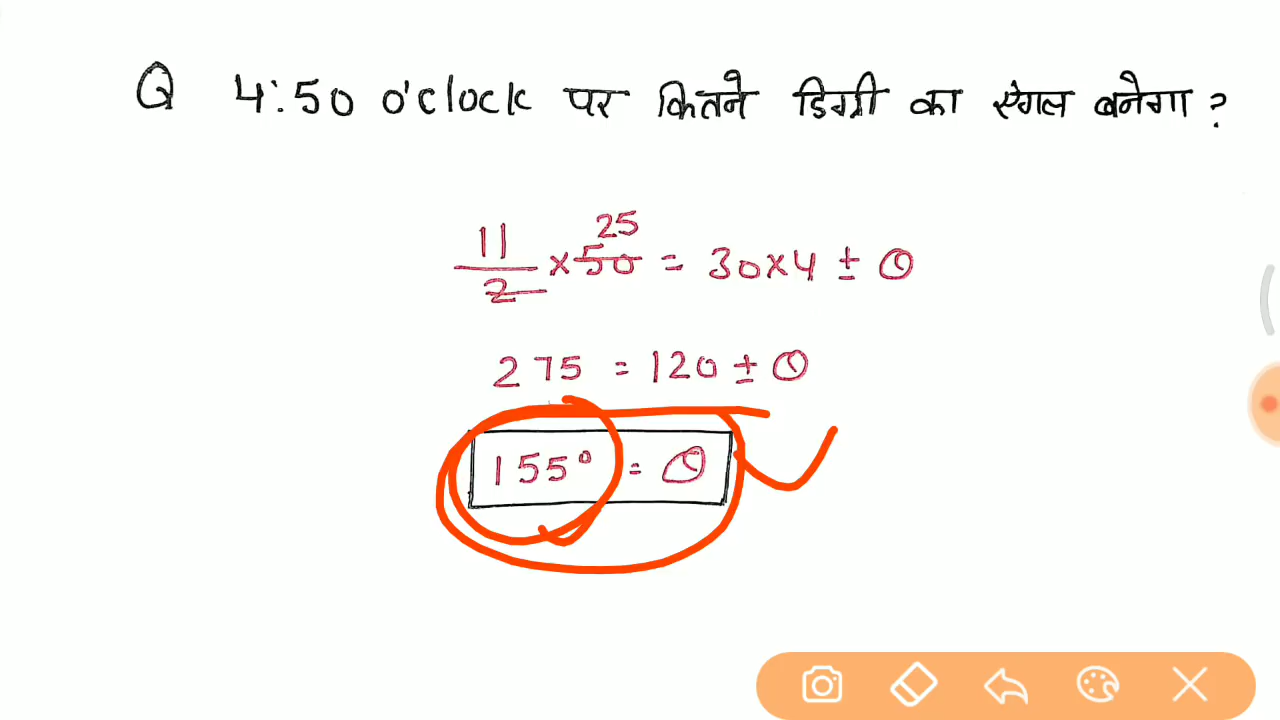 Q 4:50 o'clock पर कितने डिग्री का एंगल बनेगा ?
11/2 × 50 25 = 30×4 ± θ
275 = 120 ± θ
155° = θ